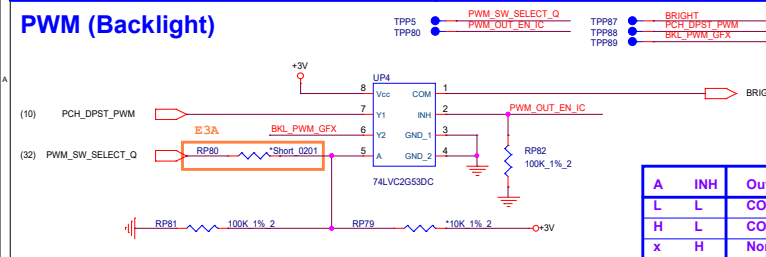 PWM (Backlight)
TPP5 PWM_SW_SELECT_Q
TPP80 PWM_OUT_EN_IC
TPP87 BRIGHT
TPP88 PCH_DPST_PWM
TPP89 BKL_PWM_GFX
A
+3V
UP4
8 Vcc COM 1
BRIG
(10) PCH_DPST_PWM 7 Y1 INH 2 PWM_OUT_EN_IC
E3A
BKL_PWM_GFX 6 Y2 GND_1 3
(32) PWM_SW_SELECT_Q RP80 *Short_0201 5 A GND_2 4
RP82
100K_1%_2
74LVC2G53DC
RP81 100K_1%_2 RP79 *10K_1%_2 +3V
A INH Ou
L L CO
H L CO
x H Nor